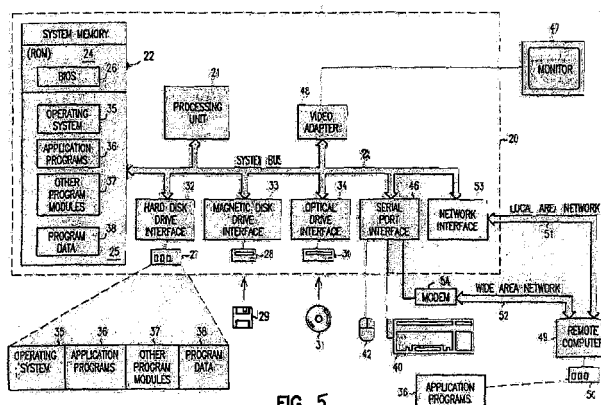 SYSTEM MEMORY
(ROM) 24
22
BIOS
26
OPERATING SYSTEM
35
APPLICATION PROGRAMS
36
OTHER PROGRAM MODULES
37
PROGRAM DATA
38
25
21
PROCESSING UNIT
48
VIDEO ADAPTER
47
MONITOR
20
SYSTEM BUS
32
33
34
46
53
HARD DISK DRIVE INTERFACE
MAGNETIC DISK DRIVE INTERFACE
OPTICAL DRIVE INTERFACE
SERIAL PORT INTERFACE
NETWORK INTERFACE
LOCAL AREA NETWORK
51
27
28
30
54
MODEM
WIDE AREA NETWORK
52
29
31
42
40
49
REMOTE COMPUTER
50
35
36
37
38
OPERATING SYSTEM
APPLICATION PROGRAMS
OTHER PROGRAM MODULES
PROGRAM DATA
36
APPLICATION PROGRAMS
FIG. 5